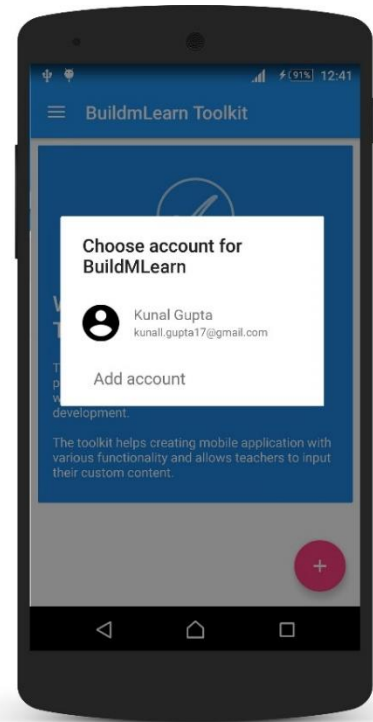 91% 12:41
BuildmLearn Toolkit
Choose account for
BuildMLearn
Kunal Gupta
kunall.gupta17@gmail.com
Add account
development.
The toolkit helps creating mobile application with
various functionality and allows teachers to input
their custom content.